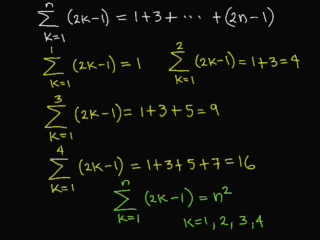 n∑k=1 (2k-1) = 1+3+ ··· +(2n-1)
1∑k=1 (2k-1) = 1    2∑k=1 (2k-1) = 1+3 = 4
3∑k=1 (2k-1) = 1+3+5 = 9
4∑k=1 (2k-1) = 1+3+5+7 = 16
n∑k=1 (2k-1) = n²
k=1, 2, 3, 4